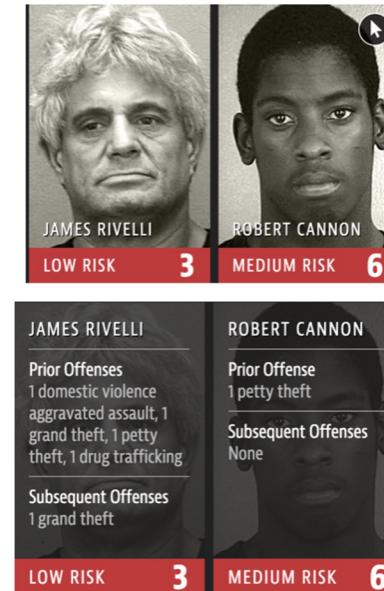 JAMES RIVELLI
ROBERT CANNON
LOW RISK 3
MEDIUM RISK 6
JAMES RIVELLI
Prior Offenses
1 domestic violence
aggravated assault, 1
grand theft, 1 petty
theft, 1 drug trafficking
Subsequent Offenses
1 grand theft
LOW RISK 3
ROBERT CANNON
Prior Offense
1 petty theft
Subsequent Offenses
None
MEDIUM RISK 6